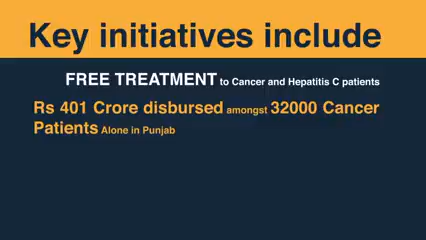 Key initiatives include
FREE TREATMENT to Cancer and Hepatitis C patients
Rs 401 Crore disbursed amongst 32000 Cancer
Patients Alone in Punjab